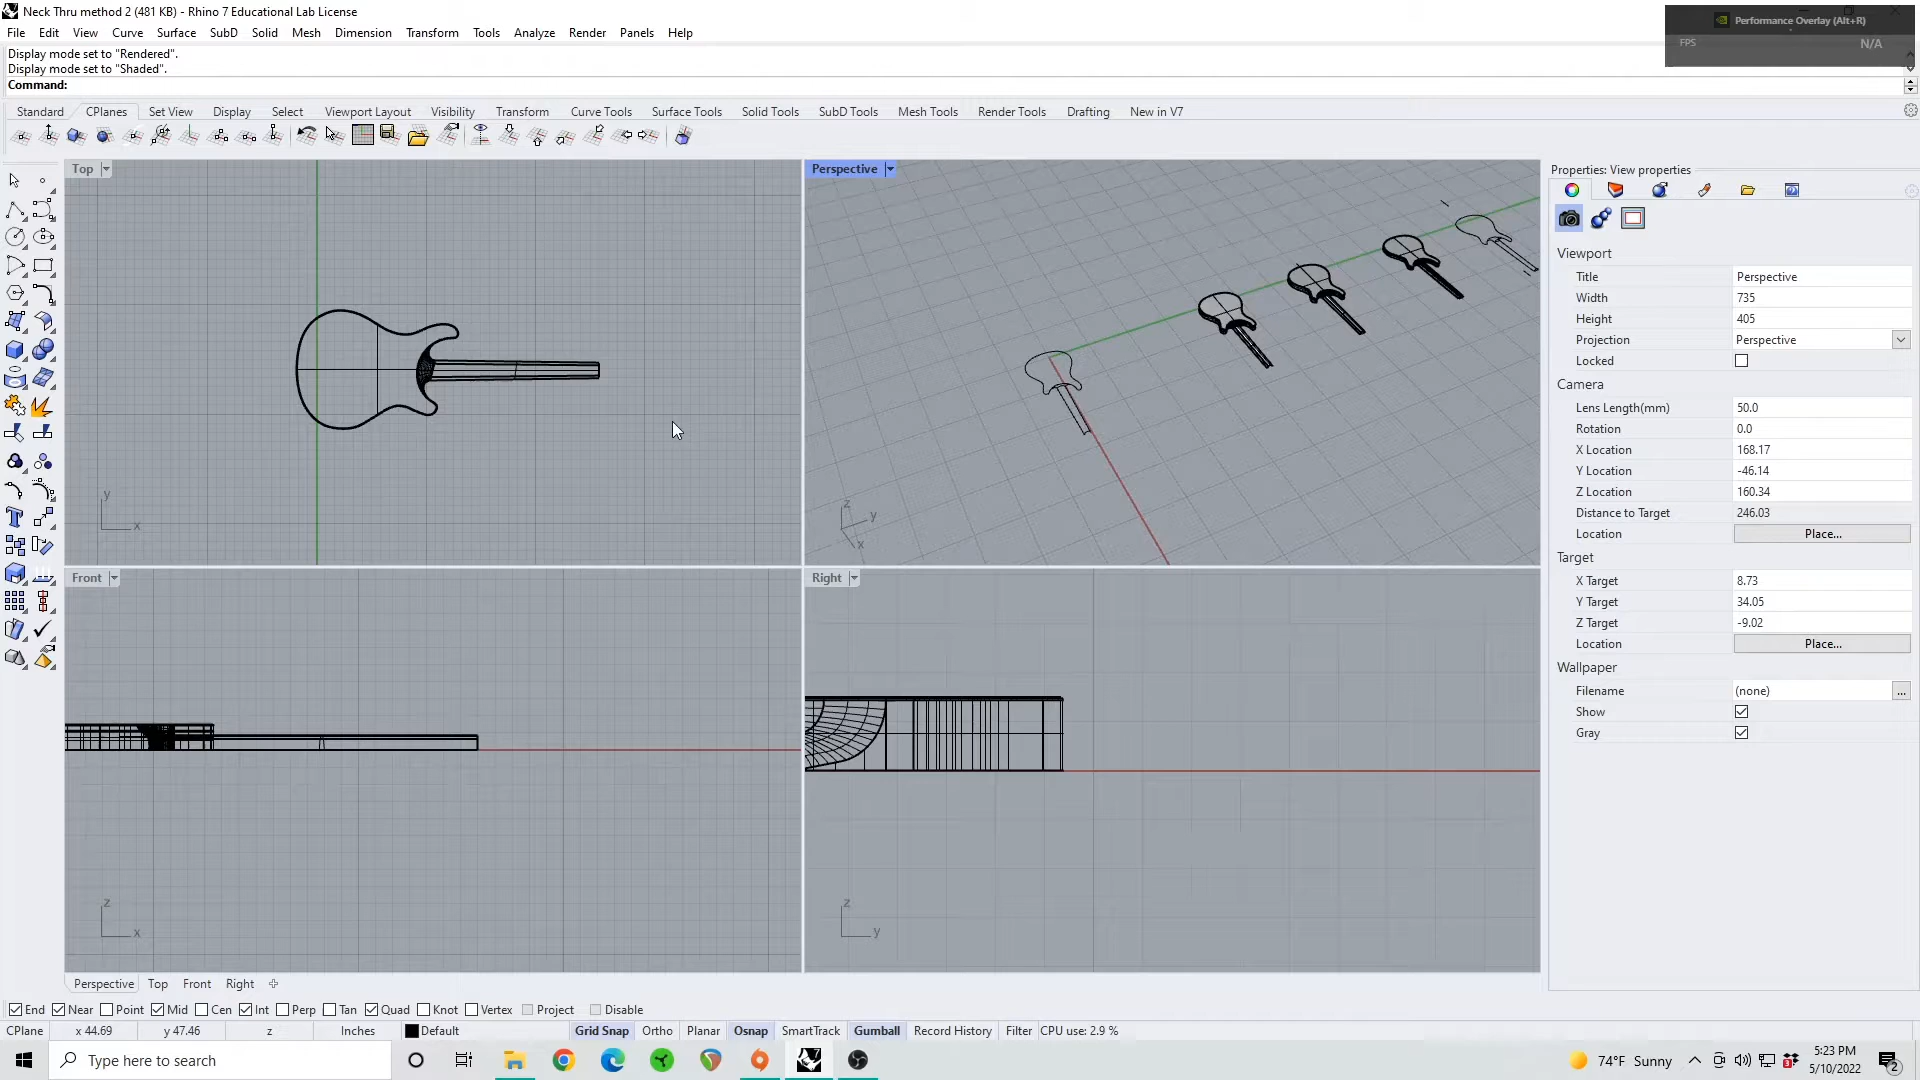 Neck Thru method 2 (481 KB) - Rhino 7 Educational Lab License
Performance Overlay (Alt+R)
FPS N/A
File Edit View Curve Surface SubD Solid Mesh Dimension Transform Tools Analyze Render Panels Help
Display mode set to "Rendered".
Display mode set to "Shaded".
Command:
Standard CPlanes Set View Display Select Viewport Layout Visibility Transform Curve Tools Surface Tools Solid Tools SubD Tools Mesh Tools Render Tools Drafting New in V7
Top
y
x
Perspective
z
y
x
Front
z
x
Right
z
y
Properties: View properties
Viewport
Title Perspective
Width 735
Height 405
Projection Perspective
Locked
Camera
Lens Length(mm) 50.0
Rotation 0.0
X Location 168.17
Y Location -46.14
Z Location 160.34
Distance to Target 246.03
Location Place...
Target
X Target 8.73
Y Target 34.05
Z Target -9.02
Location Place...
Wallpaper
Filename (none) ...
Show
Gray
Perspective Top Front Right
End Near Point Mid Cen Int Perp Tan Quad Knot Vertex Project Disable
CPlane x 44.69 y 47.46 z Inches Default Grid Snap Ortho Planar Osnap SmartTrack Gumball Record History Filter CPU use: 2.9 %
Type here to search
74°F Sunny
5:23 PM
5/10/2022
2